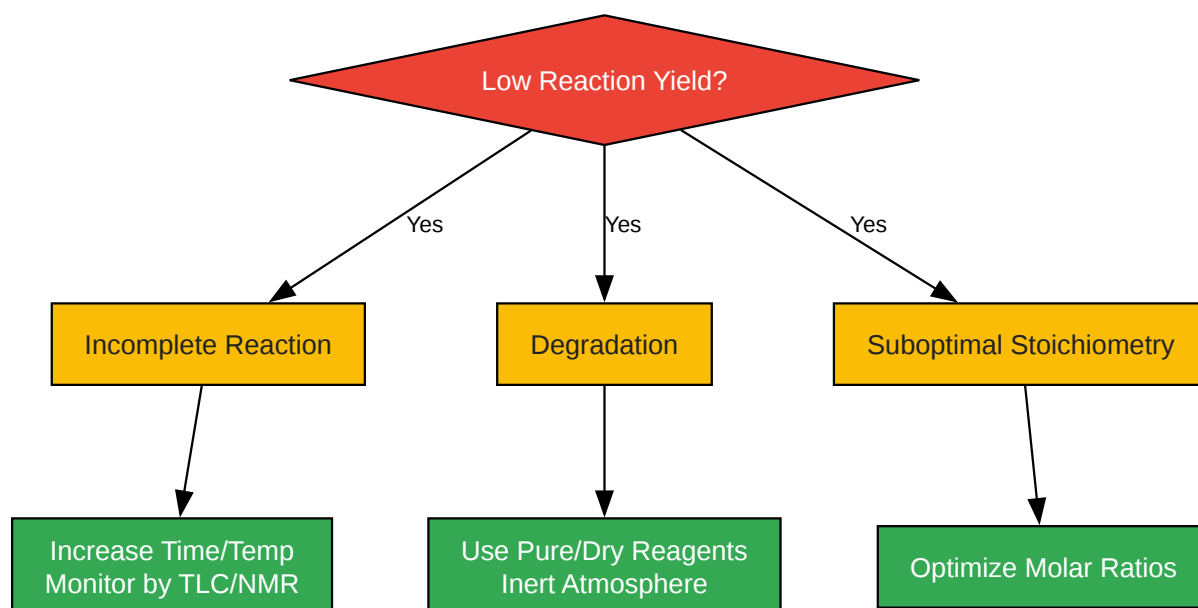 Low Reaction Yield?
Yes
Yes
Yes
Incomplete Reaction
Degradation
Suboptimal Stoichiometry
Increase Time/Temp
Monitor by TLC/NMR
Use Pure/Dry Reagents
Inert Atmosphere
Optimize Molar Ratios